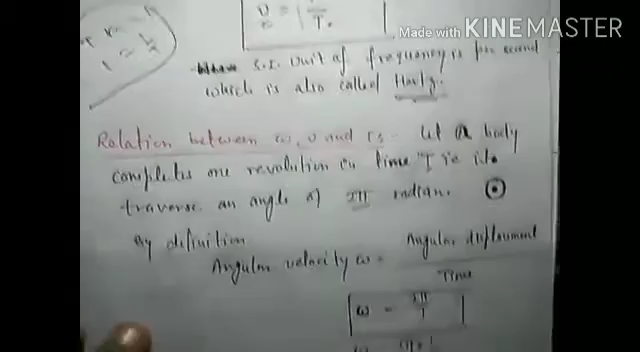 Made with KINEMASTER
ν = 1/T.
S.I. unit of frequency is per second
which is also called Hertz.
Relation between ω, ν and T :- Let a body
completes one revolution in time 'T' i.e. it
traverse an angle of 2π radian.
By definition
Angular velocity ω = Angular displacement
Time
ω = 2π/T